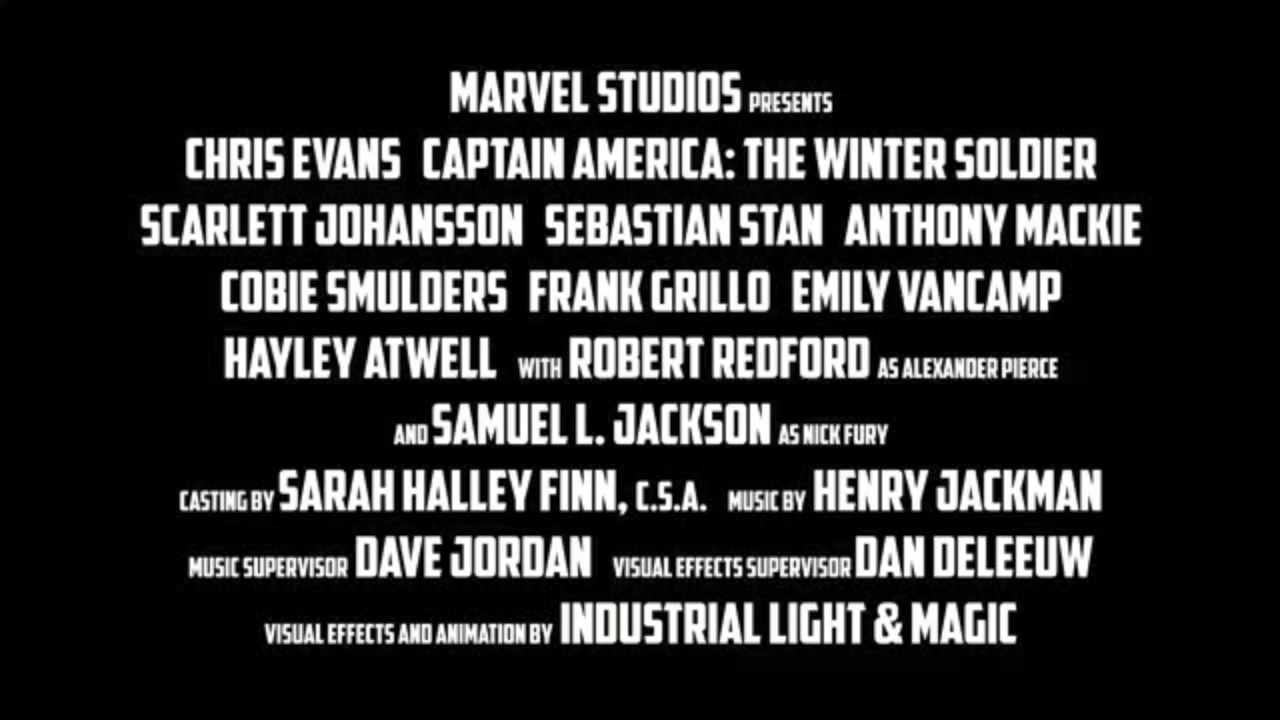 MARVEL STUDIOS PRESENTS
CHRIS EVANS CAPTAIN AMERICA: THE WINTER SOLDIER
SCARLETT JOHANSSON SEBASTIAN STAN ANTHONY MACKIE
COBIE SMULDERS FRANK GRILLO EMILY VANCAMP
HAYLEY ATWELL WITH ROBERT REDFORD AS ALEXANDER PIERCE
AND SAMUEL L. JACKSON AS NICK FURY
CASTING BY SARAH HALLEY FINN, C.S.A. MUSIC BY HENRY JACKMAN
MUSIC SUPERVISOR DAVE JORDAN VISUAL EFFECTS SUPERVISOR DAN DELEEUW
VISUAL EFFECTS AND ANIMATION BY INDUSTRIAL LIGHT & MAGIC